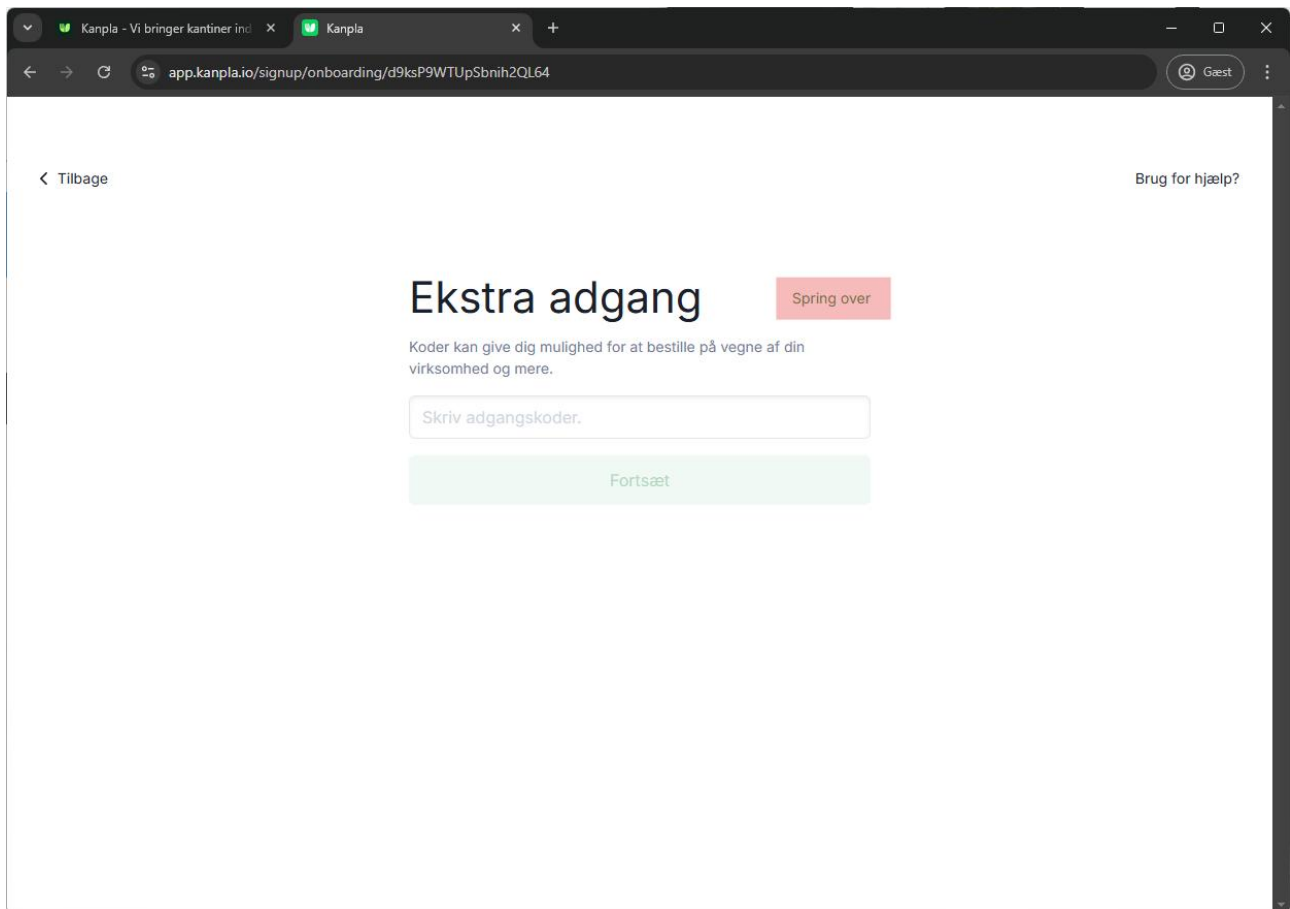 Kanpla - Vi bringer kantiner ind
Kanpla
app.kanpla.io/signup/onboarding/d9ksP9WTUpSbnih2QL64
Gæst
Tilbage
Brug for hjælp?
Ekstra adgang
Spring over
Koder kan give dig mulighed for at bestille på vegne af din
virksomhed og mere.
Skriv adgangskoder.
Fortsæt